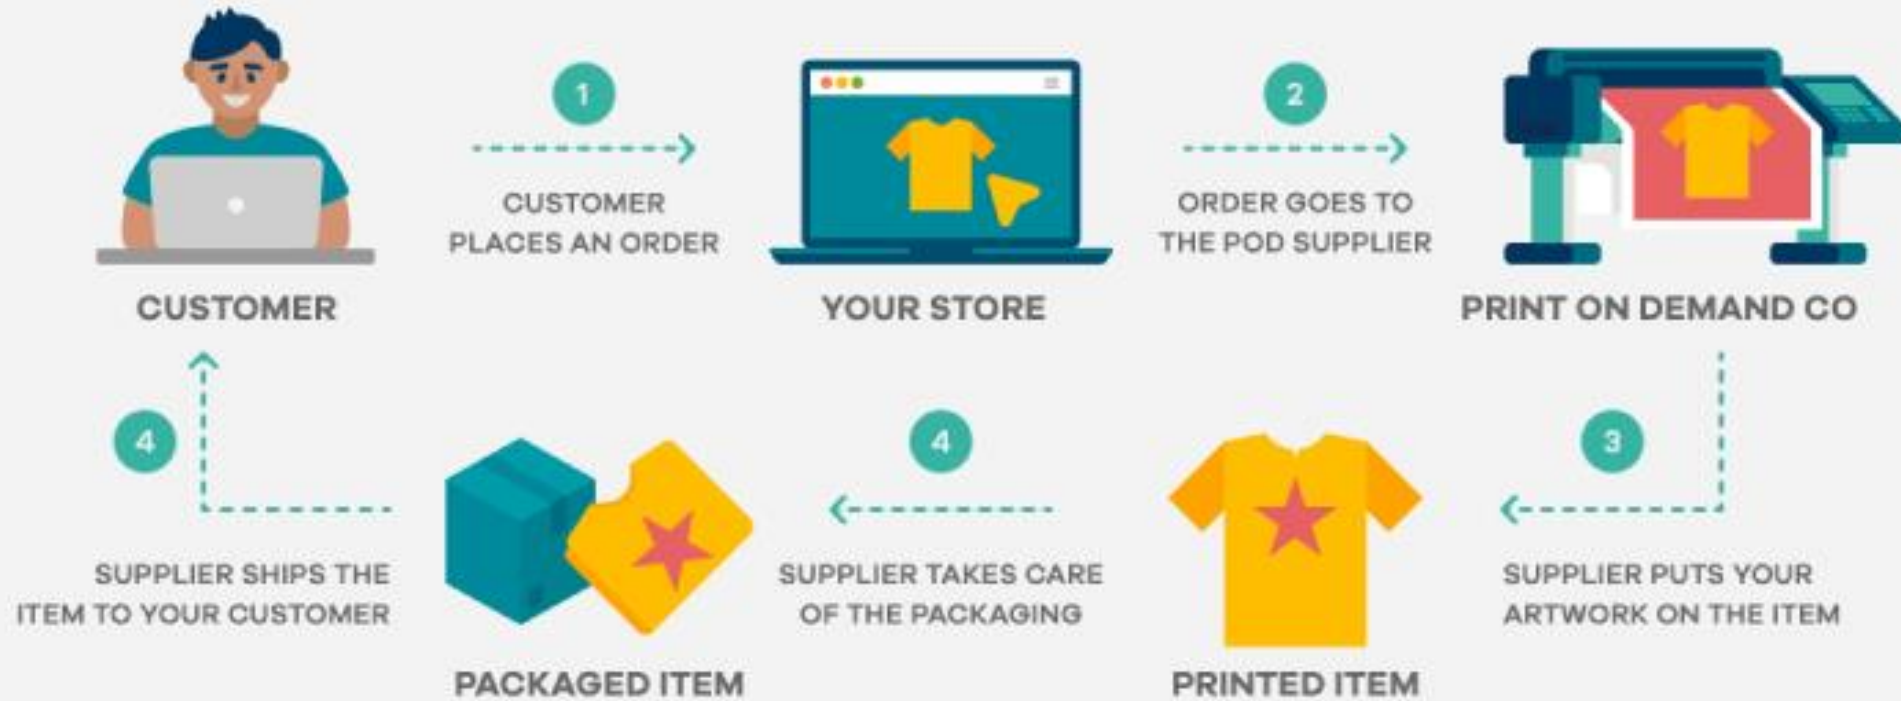 1
CUSTOMER
PLACES AN ORDER
2
ORDER GOES TO
THE POD SUPPLIER
CUSTOMER
YOUR STORE
PRINT ON DEMAND CO
3
SUPPLIER PUTS YOUR
ARTWORK ON THE ITEM
PRINTED ITEM
4
SUPPLIER TAKES CARE
OF THE PACKAGING
PACKAGED ITEM
4
SUPPLIER SHIPS THE
ITEM TO YOUR CUSTOMER